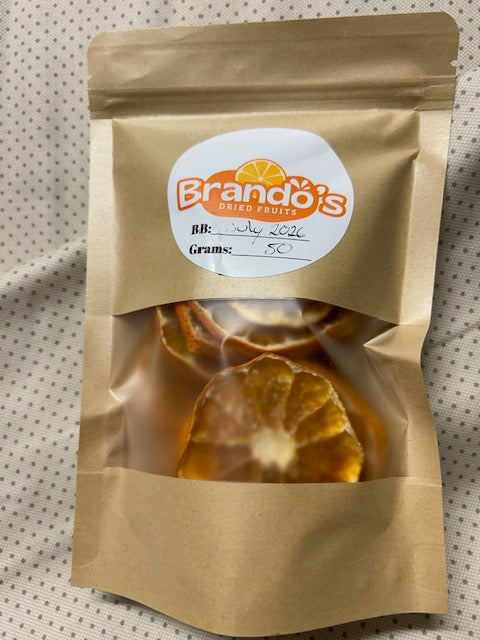 Brando's
DRIED FRUITS
BB: July 2026
Grams: 50